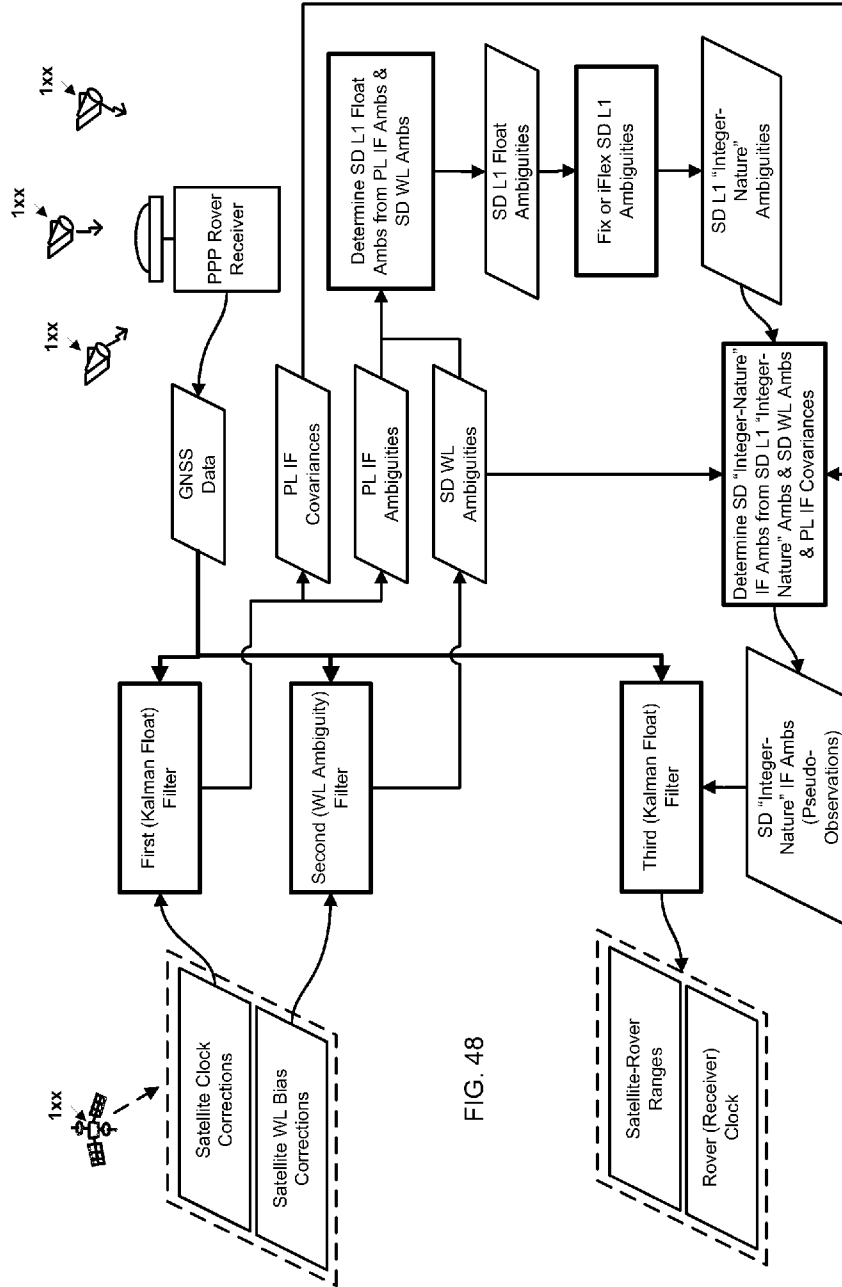 1xx
Satellite Clock
Corrections
Satellite WL Bias
Corrections
First (Kalman Float)
Filter
Second (WL Ambiguity)
Filter
GNSS
Data
PPP Rover
Receiver
1xx
1xx
1xx
PL IF
Covariances
PL IF
Ambiguities
SD WL
Ambiguities
Determine SD L1 Float
Ambs from PL IF Ambs &
SD WL Ambs
SD L1 Float
Ambiguities
Fix or iFlex SD L1
Ambiguities
SD L1 “Integer-
Nature”
Ambiguities
Determine SD “Integer-Nature”
IF Ambs from SD L1 “Integer-
Nature” Ambs & SD WL Ambs
& PL IF Covariances
SD “Integer-
Nature” IF Ambs
(Pseudo-
Observations)
Third (Kalman Float)
Filter
Satellite-Rover
Ranges
Rover (Receiver)
Clock
FIG. 48